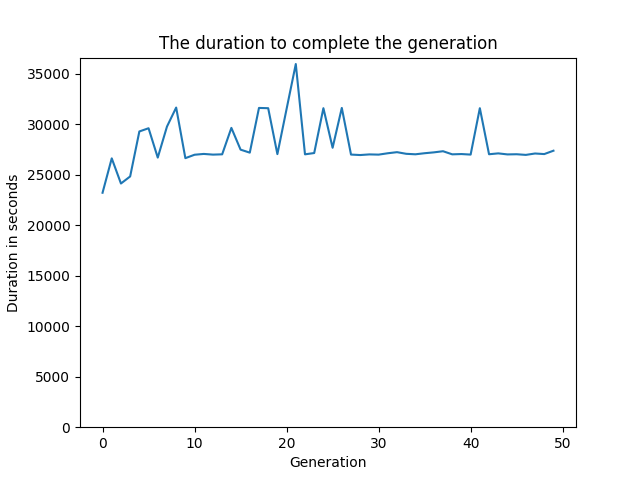 The duration to complete the generation
35000
30000
25000
20000
15000
10000
5000
0
Duration in seconds
0 10 20 30 40 50
Generation